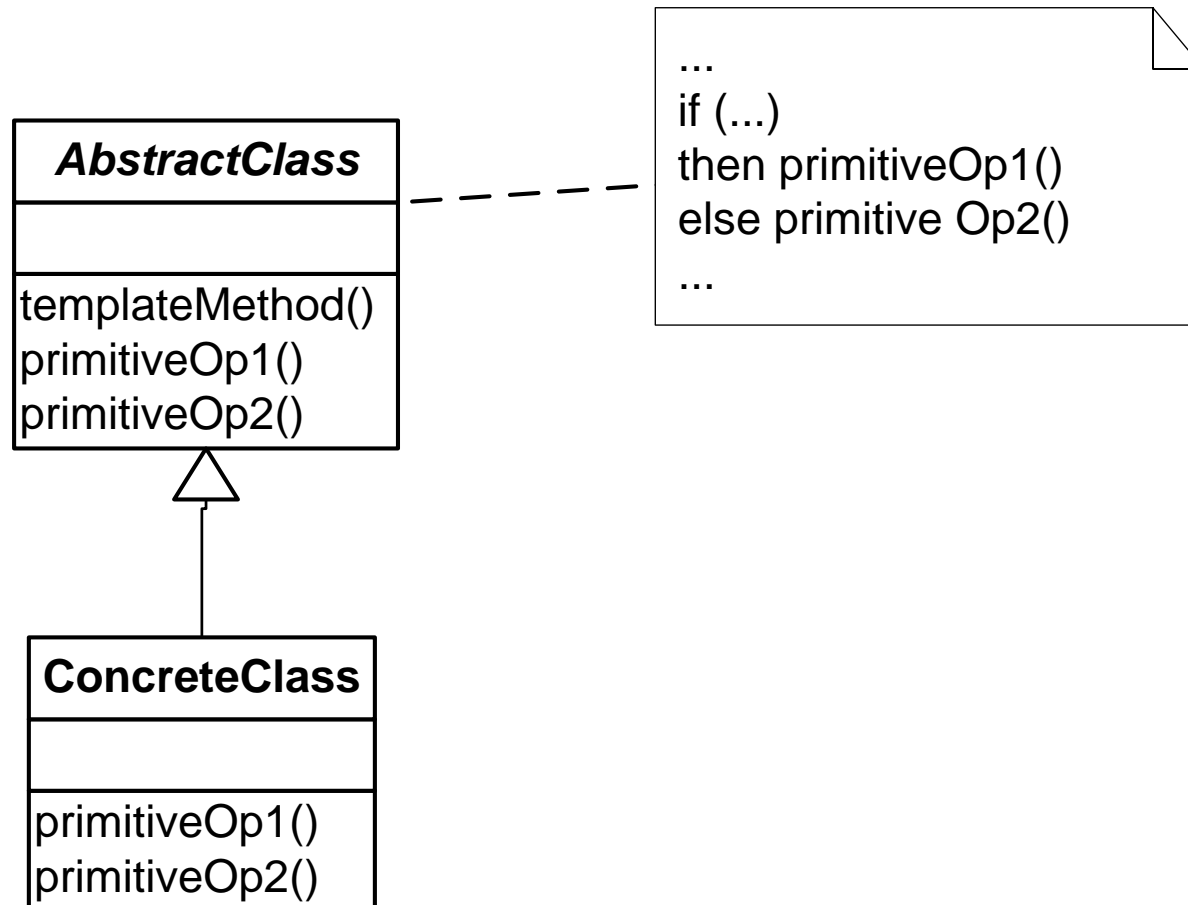 AbstractClass
templateMethod()
primitiveOp1()
primitiveOp2()
...
if (...)
then primitiveOp1()
else primitive Op2()
...
ConcreteClass
primitiveOp1()
primitiveOp2()